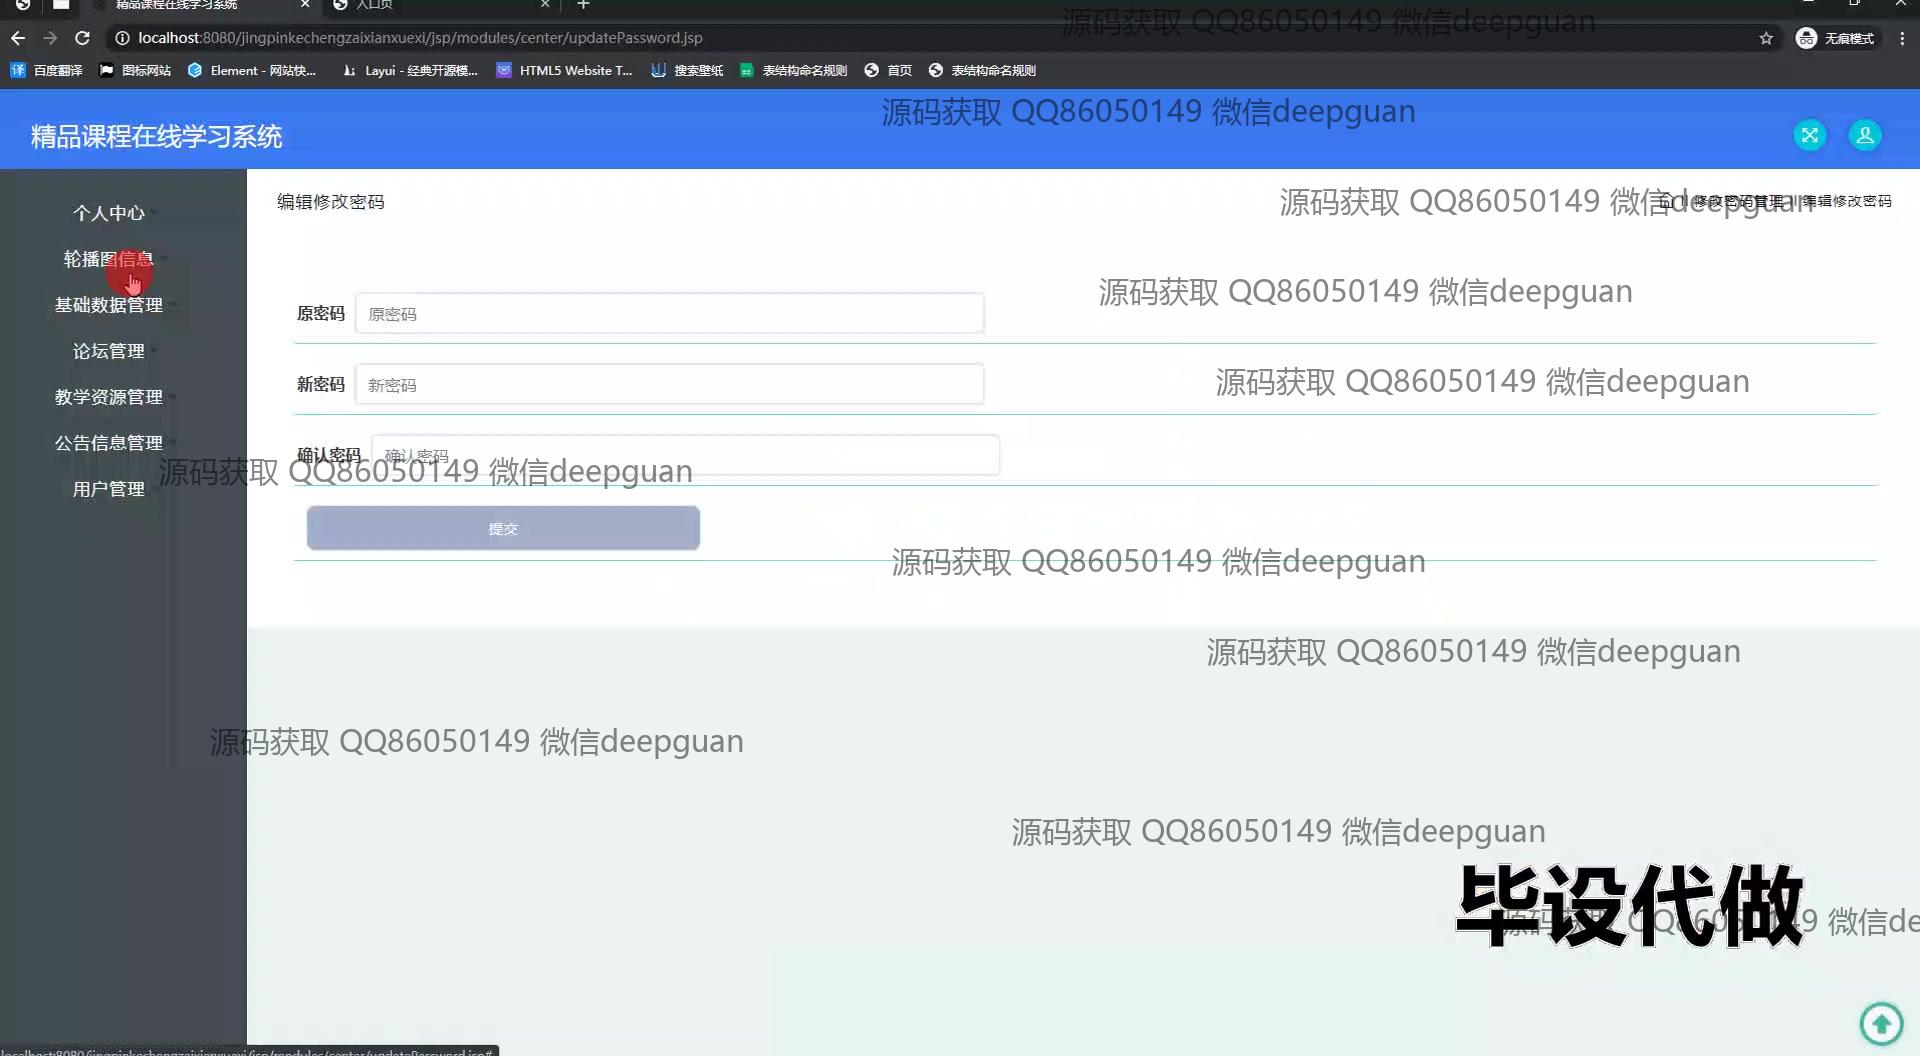 精品课程在线学习系统
入口页
localhost:8080/jingpinkechengzaixianxuexi/jsp/modules/center/updatePassword.jsp
无痕模式
百度翻译
图标网站
Element - 网站快...
Layui - 经典开源模...
HTML5 Website T...
搜索壁纸
表结构命名规则
首页
表结构命名规则
源码获取 QQ86050149 微信deepguan
源码获取 QQ86050149 微信deepguan
精品课程在线学习系统
个人中心
轮播图信息
基础数据管理
论坛管理
教学资源管理
公告信息管理
用户管理
编辑修改密码
源码获取 QQ86050149 微信deepguan
修改密码管理
编辑修改密码
源码获取 QQ86050149 微信deepguan
原密码 原密码
源码获取 QQ86050149 微信deepguan
新密码 新密码
确认密码 确认密码
源码获取 QQ86050149 微信deepguan
提交
源码获取 QQ86050149 微信deepguan
源码获取 QQ86050149 微信deepguan
源码获取 QQ86050149 微信deepguan
源码获取 QQ86050149 微信deepguan
毕设代做
源码获取 QQ86050149 微信de
localhost:8080/jingpinkechengzaixianxuexi/jsp/modules/center/updatePassword.jsp#